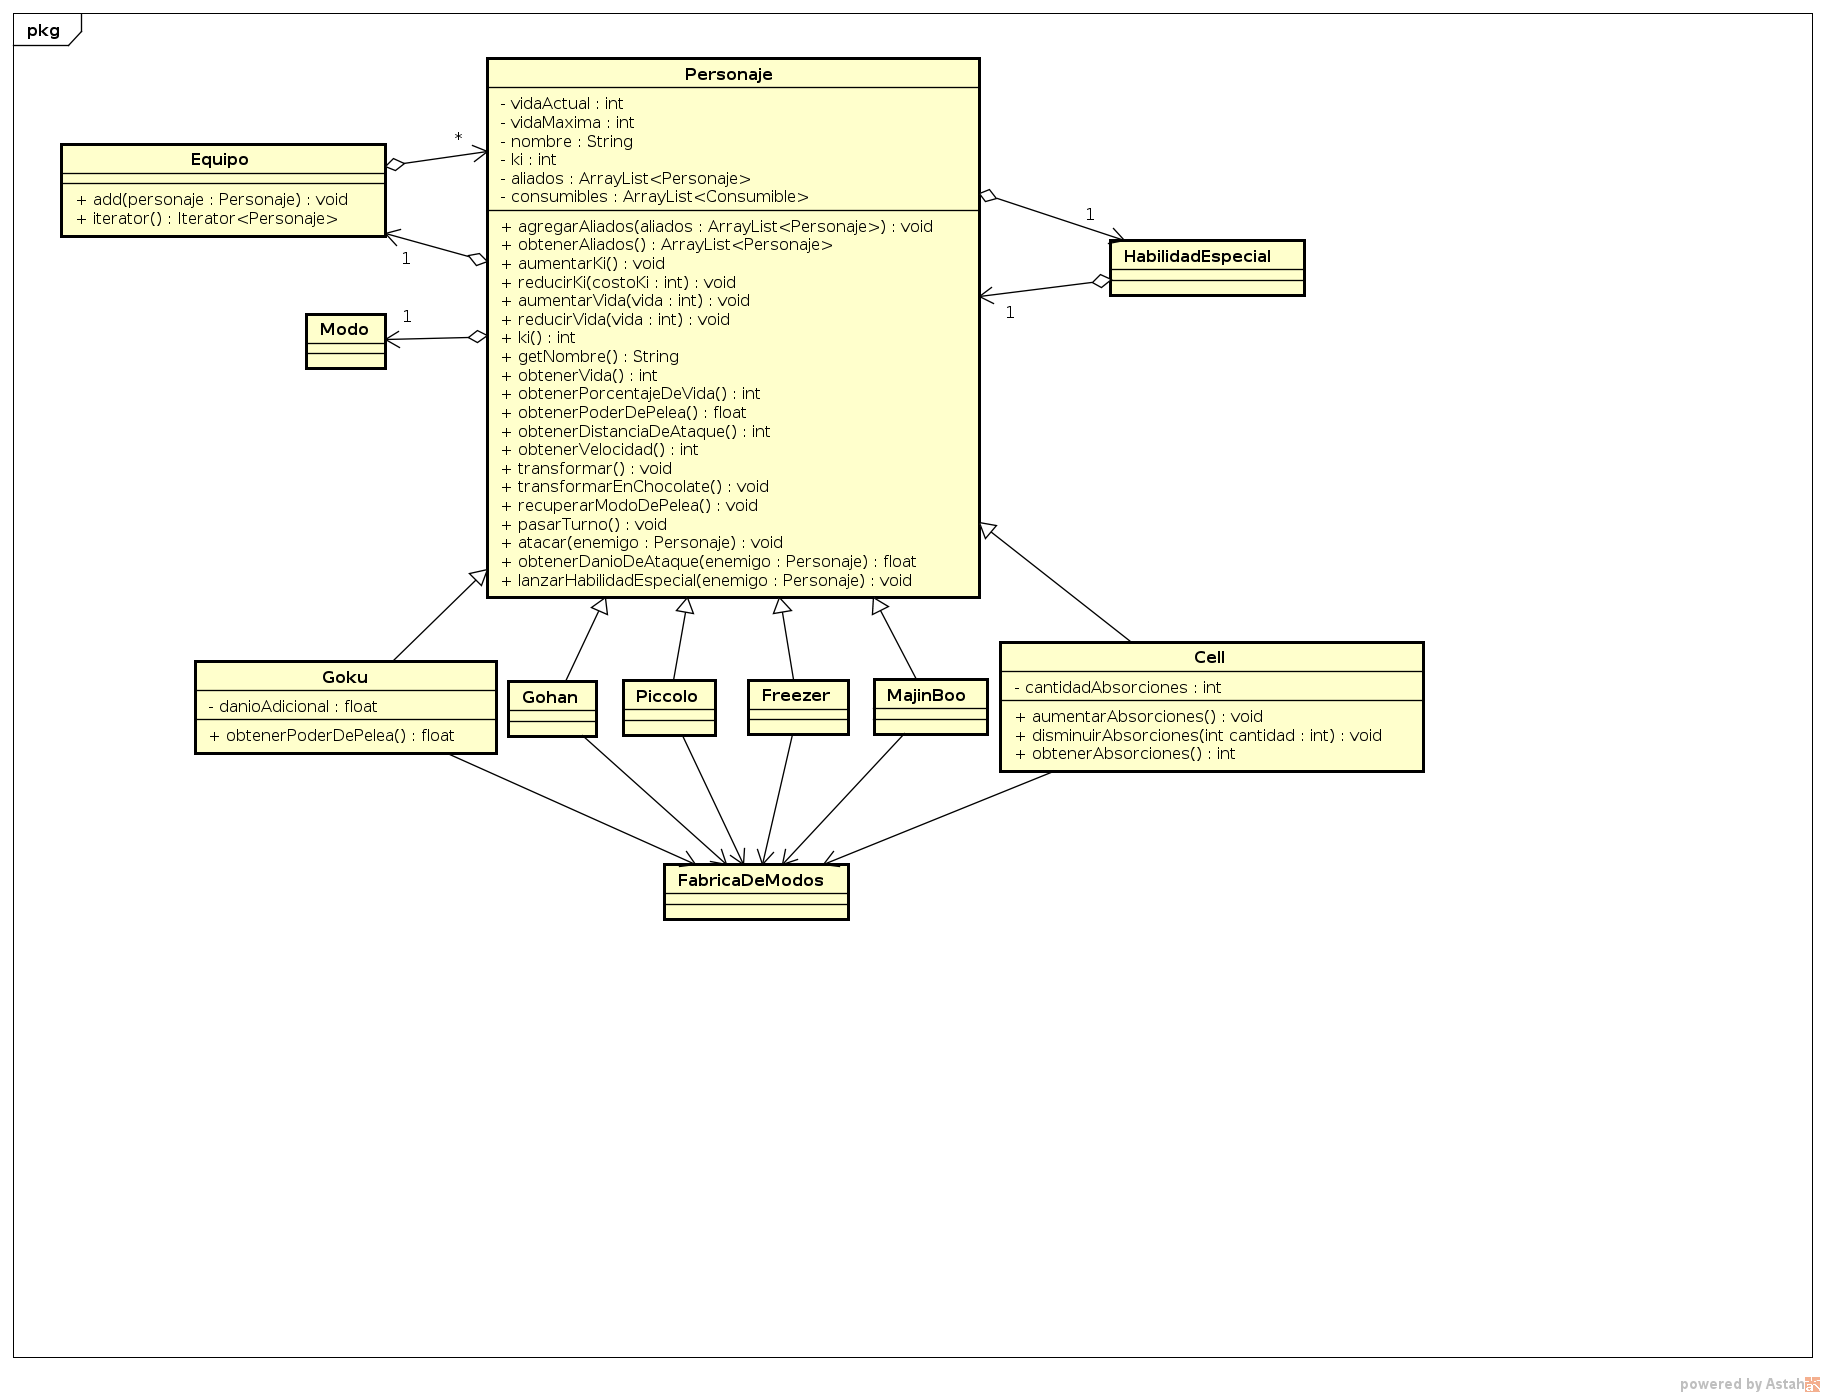 pkg
Personaje
- vidaActual : int
- vidaMaxima : int
- nombre : String
- ki : int
- aliados : ArrayList<Personaje>
- consumibles : ArrayList<Consumible>
+ agregarAliados(aliados : ArrayList<Personaje>) : void
+ obtenerAliados() : ArrayList<Personaje>
+ aumentarKi() : void
+ reducirKi(costoKi : int) : void
+ aumentarVida(vida : int) : void
+ reducirVida(vida : int) : void
+ ki() : int
+ getNombre() : String
+ obtenerVida() : int
+ obtenerPorcentajeDeVida() : int
+ obtenerPoderDePelea() : float
+ obtenerDistanciaDeAtaque() : int
+ obtenerVelocidad() : int
+ transformar() : void
+ transformarEnChocolate() : void
+ recuperarModoDePelea() : void
+ pasarTurno() : void
+ atacar(enemigo : Personaje) : void
+ obtenerDanioDeAtaque(enemigo : Personaje) : float
+ lanzarHabilidadEspecial(enemigo : Personaje) : void
*
Equipo
+ add(personaje : Personaje) : void
+ iterator() : Iterator<Personaje>
1
1
Modo
1
HabilidadEspecial
1
Goku
- danioAdicional : float
+ obtenerPoderDePelea() : float
Gohan
Piccolo
Freezer
MajinBoo
Cell
- cantidadAbsorciones : int
+ aumentarAbsorciones() : void
+ disminuirAbsorciones(int cantidad : int) : void
+ obtenerAbsorciones() : int
FabricaDeModos
powered by Astah